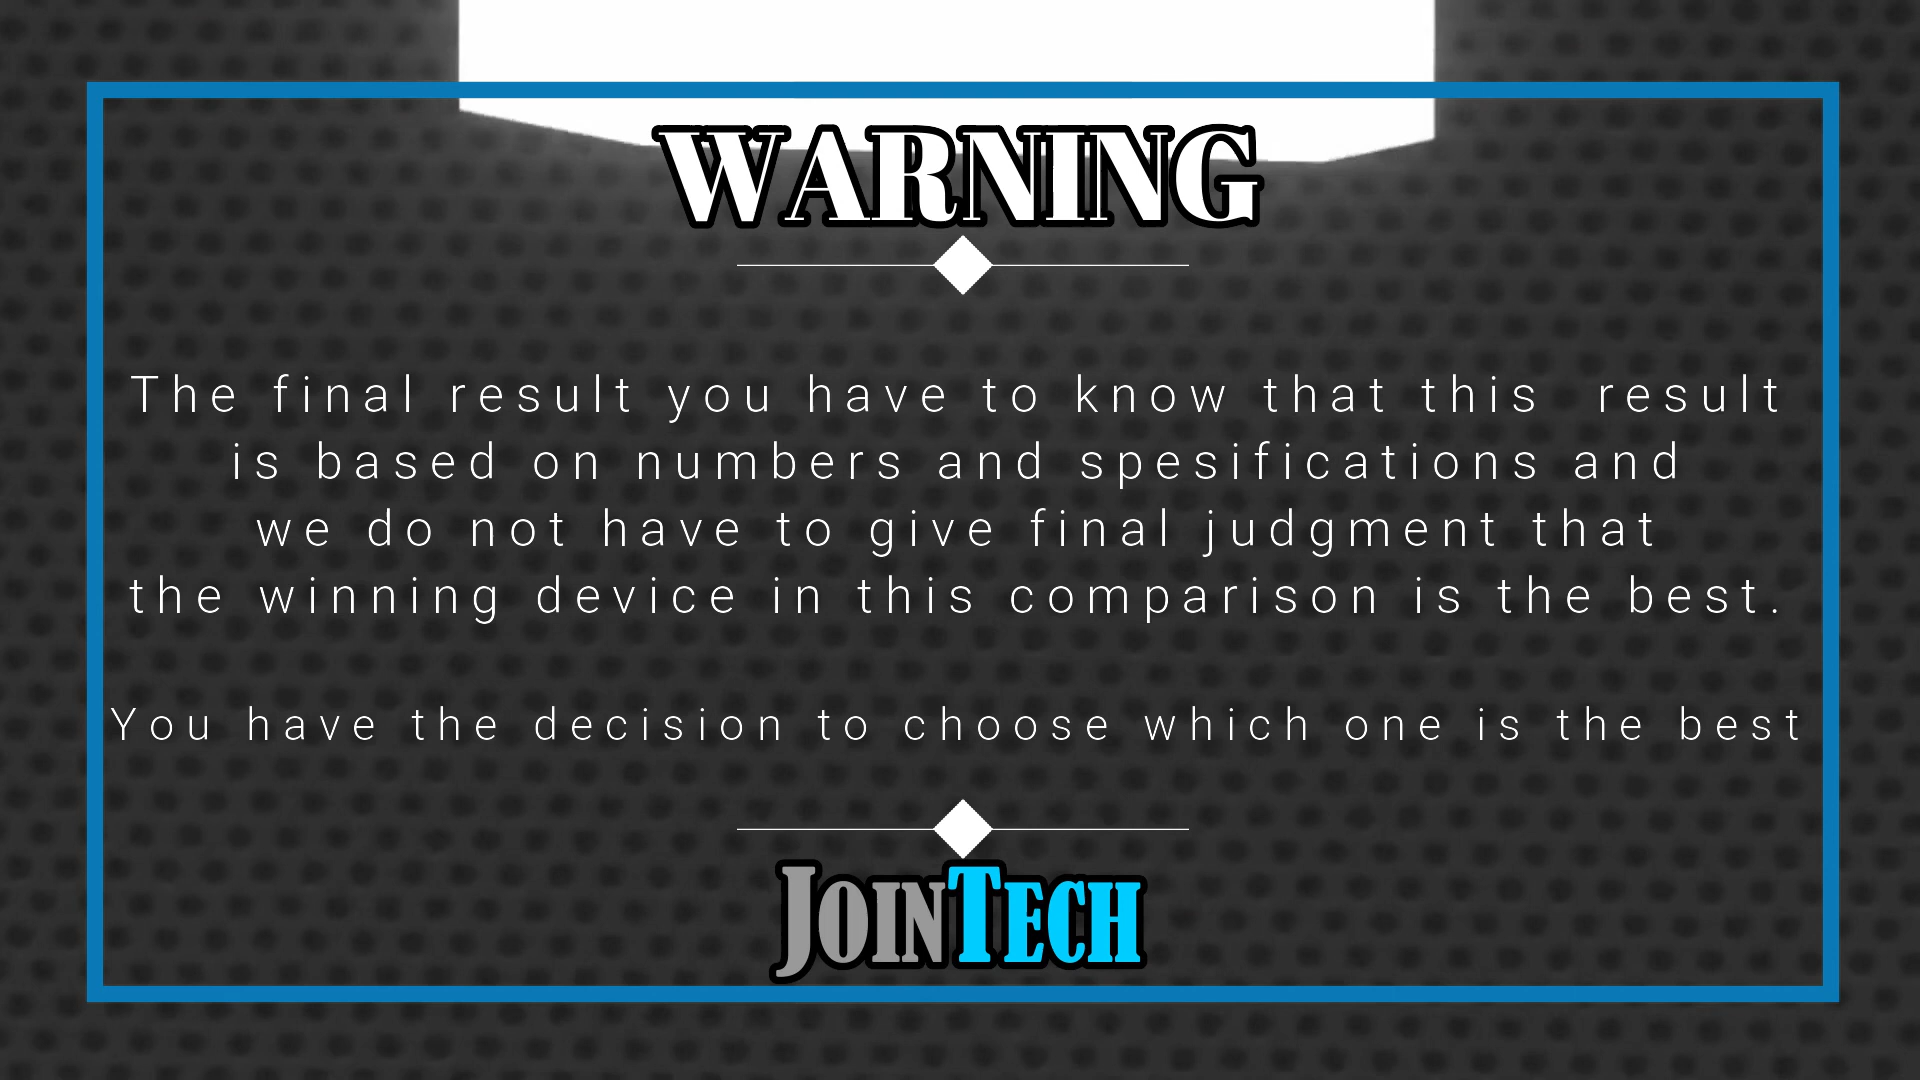 WARNING
The final result you have to know that this result
is based on numbers and spesifications and
we do not have to give final judgment that
the winning device in this comparison is the best.
You have the decision to choose which one is the best
JOINTECH